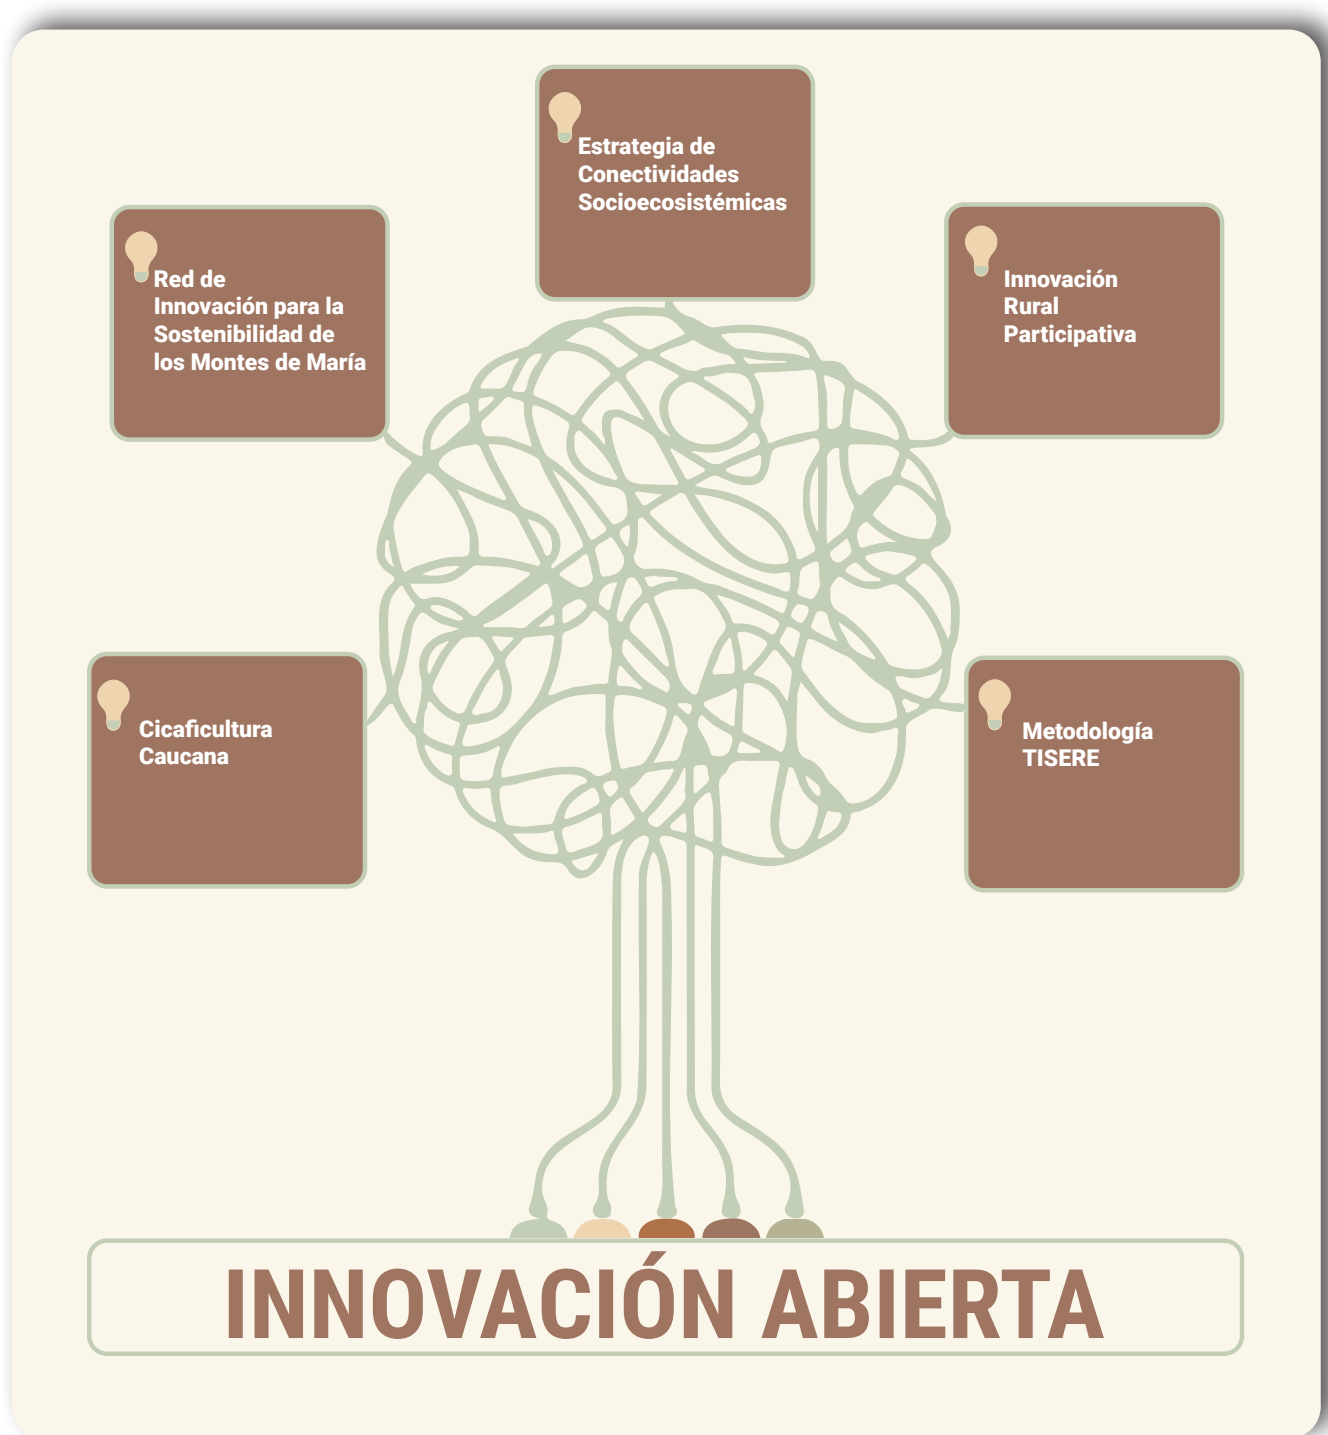 Estrategia de
Conectividades
Socioecosistémicas
Red de
Innovación para la
Sostenibilidad de
los Montes de María
Innovación
Rural
Participativa
Cicaficultura
Caucana
Metodología
TISERE
INNOVACIÓN ABIERTA